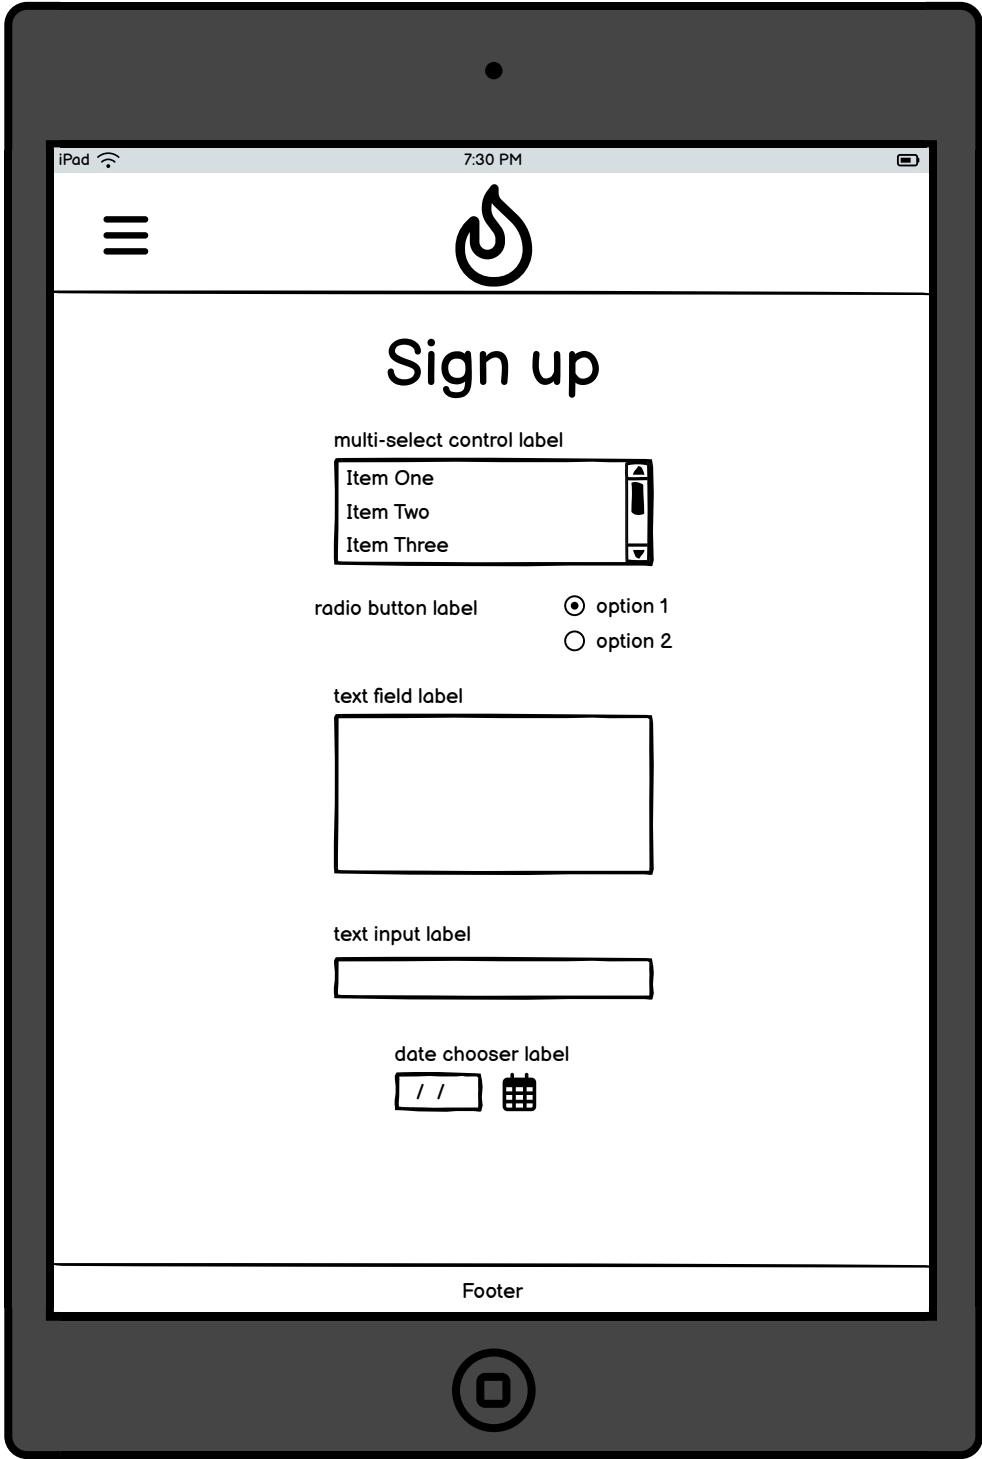 iPad
7:30 PM
Sign up
multi-select control label
Item One
Item Two
Item Three
radio button label
option 1
option 2
text field label
text input label
date chooser label
/ /
Footer